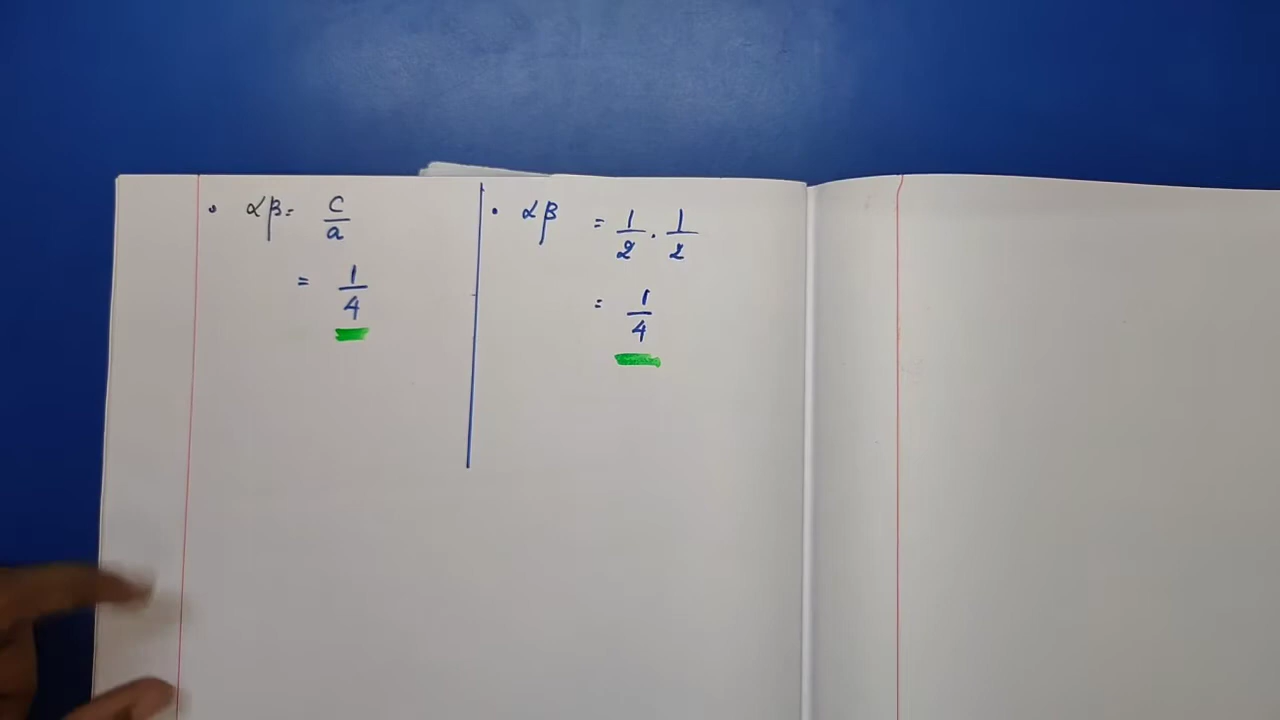 • αβ = c/a
= 1/4
• αβ = 1/2 . 1/2
= 1/4